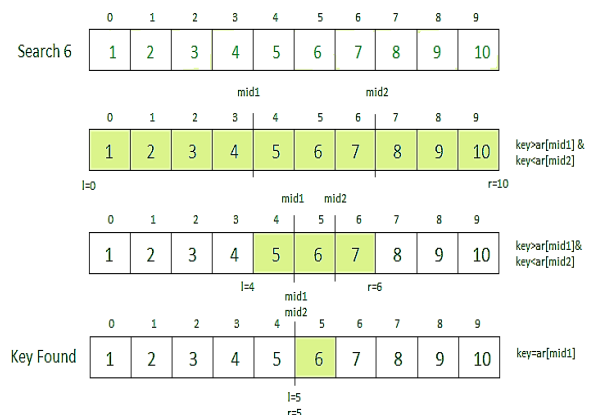 0 1 2 3 4 5 6 7 8 9
Search 6 1 2 3 4 5 6 7 8 9 10
mid1 mid2
0 1 2 3 4 5 6 7 8 9
1 2 3 4 5 6 7 8 9 10
key>ar[mid1] &
key<ar[mid2]
l=0 r=10
mid1 mid2
0 1 2 3 4 5 6 7 8 9
1 2 3 4 5 6 7 8 9 10
key>ar[mid1]&
key<ar[mid2]
l=4 r=6
mid1
mid2
0 1 2 3 4 5 6 7 8 9
Key Found 1 2 3 4 5 6 7 8 9 10 key=ar[mid1]
l=5
r=5